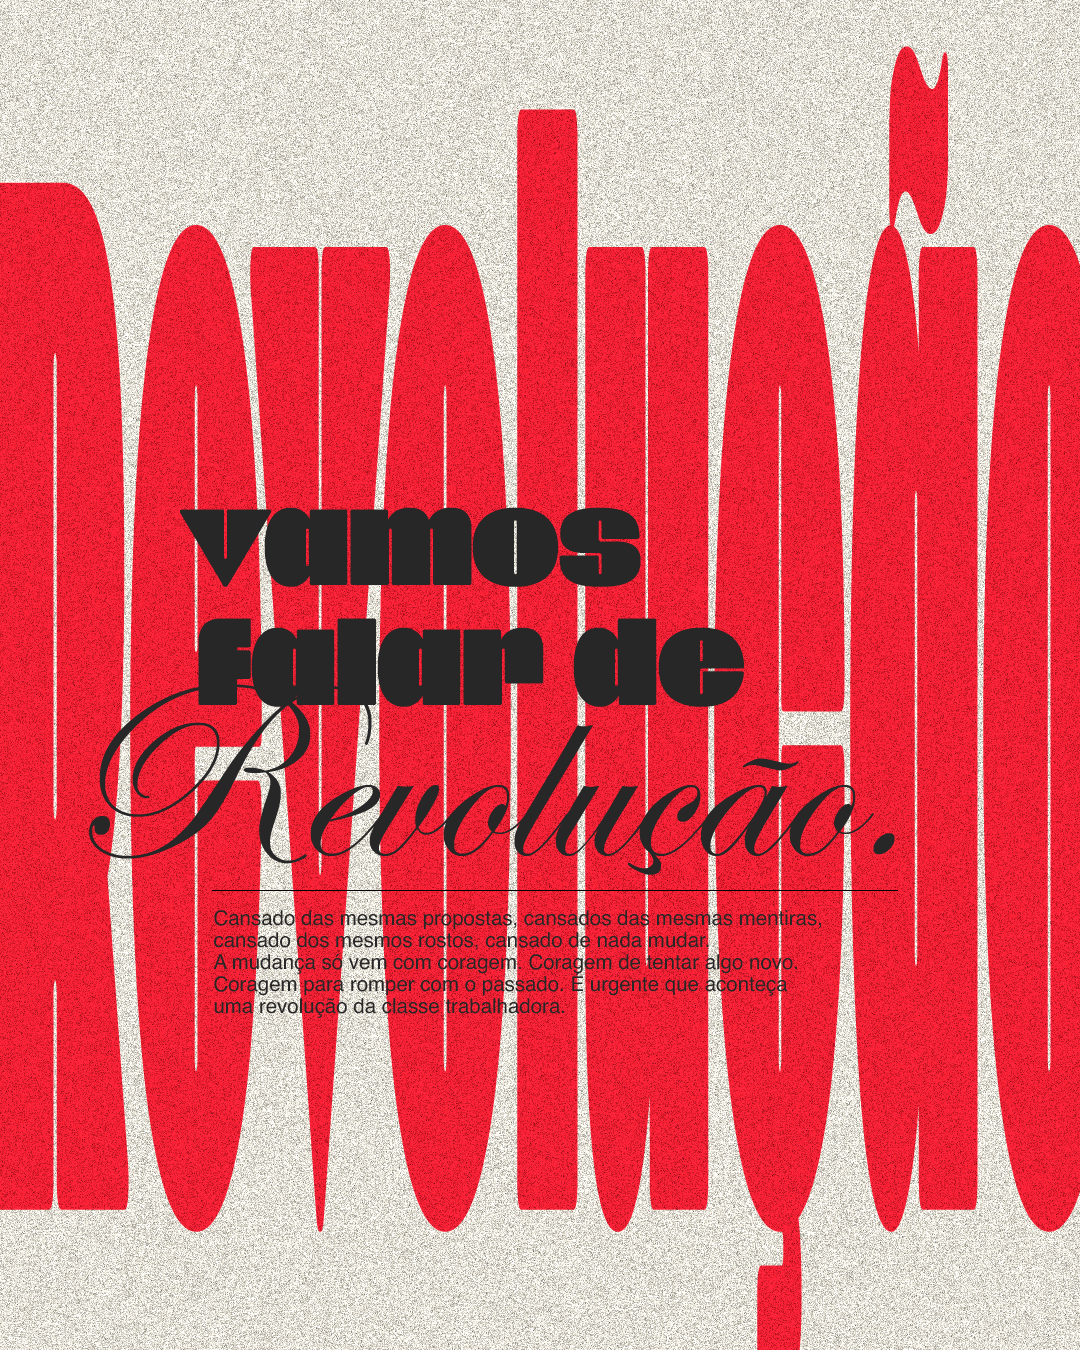 Revolução
vamos
falar de
Revolução.
Cansado das mesmas propostas, cansados das mesmas mentiras,
cansado dos mesmos rostos, cansado de nada mudar.
A mudança só vem com coragem. Coragem de tentar algo novo.
Coragem para romper com o passado. É urgente que aconteça
uma revolução da classe trabalhadora.